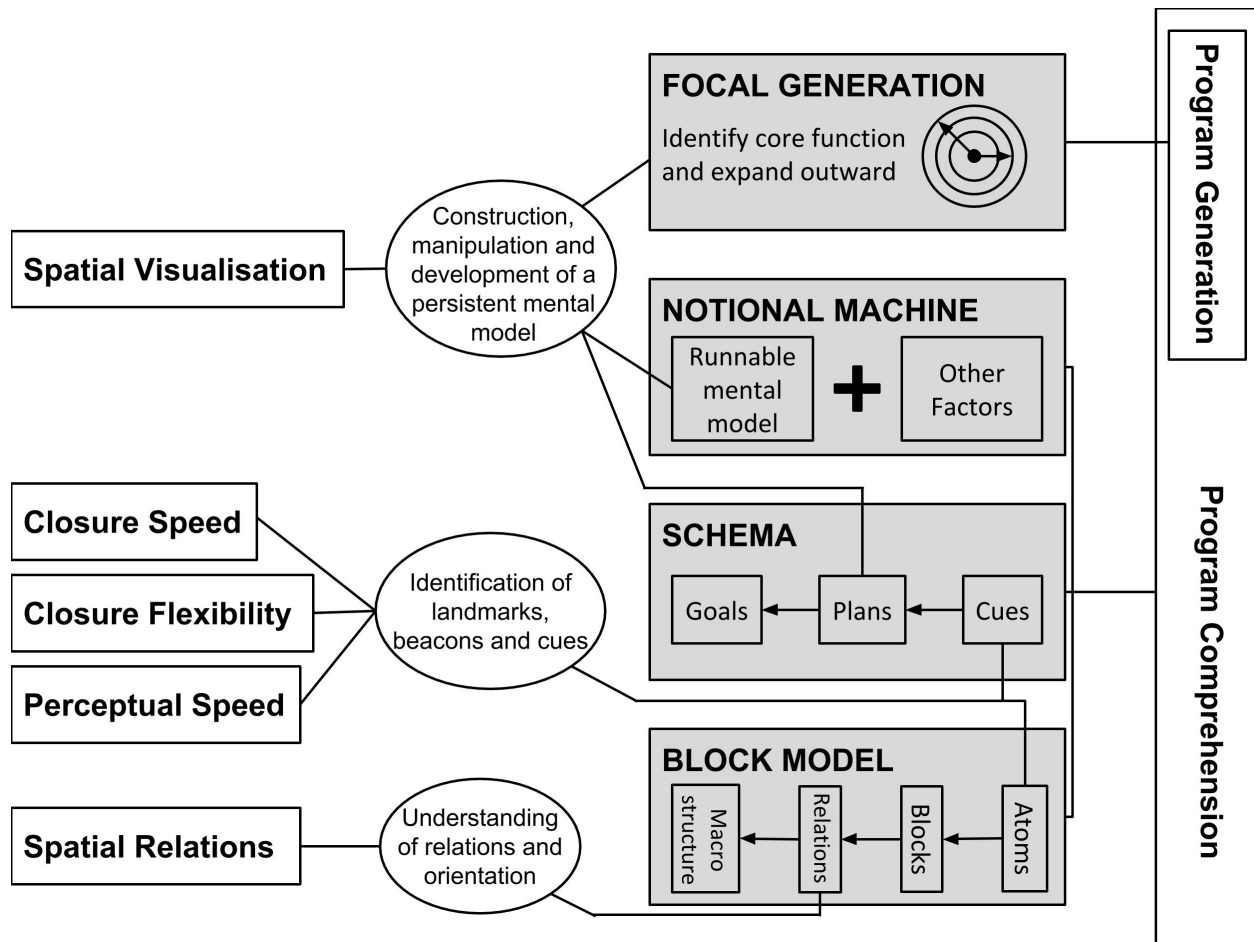 Spatial Visualisation
Closure Speed
Closure Flexibility
Perceptual Speed
Spatial Relations
Construction,
manipulation and
development of a
persistent mental
model
Identification of
landmarks,
beacons and cues
Understanding
of relations and
orientation
FOCAL GENERATION
Identify core function
and expand outward
NOTIONAL MACHINE
Runnable
mental
model
Other
Factors
SCHEMA
Goals
Plans
Cues
BLOCK MODEL
Macro
structure
Relations
Blocks
Atoms
Program Generation
Program Comprehension